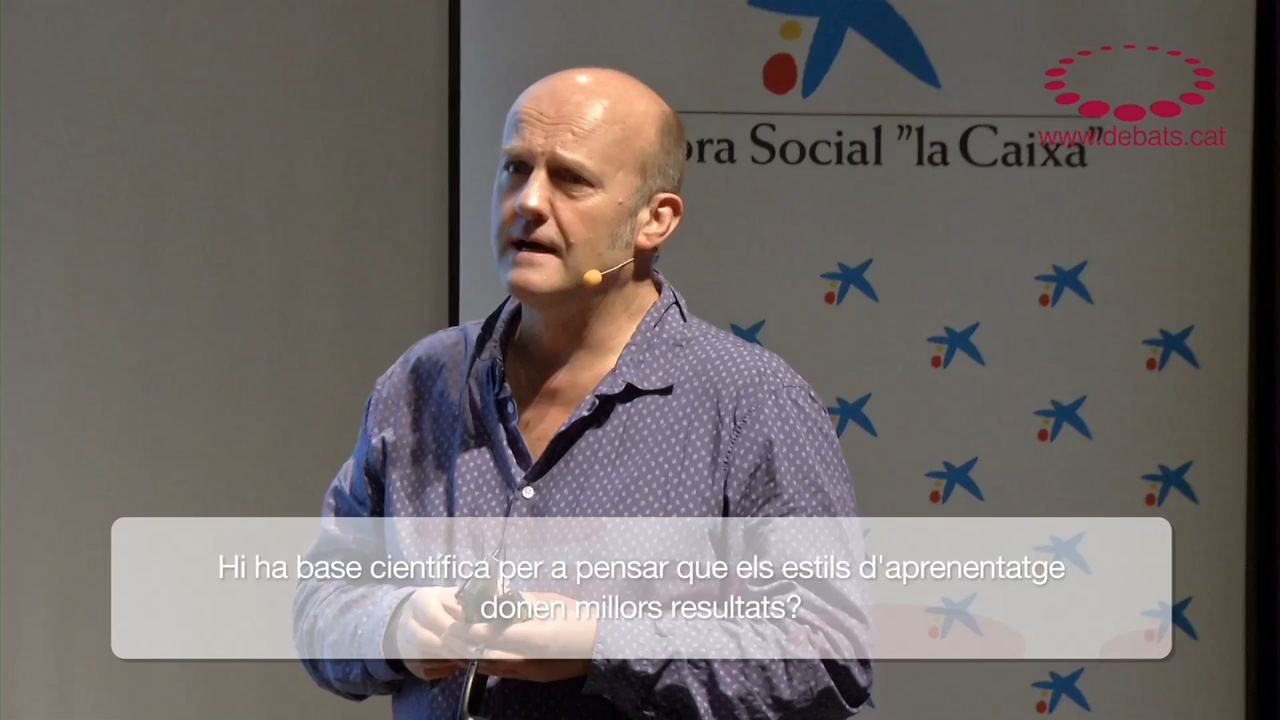 ora Social "la Caixa"
www.debats.cat
Hi ha base científica per a pensar que els estils d'aprenentatge
donen millors resultats?